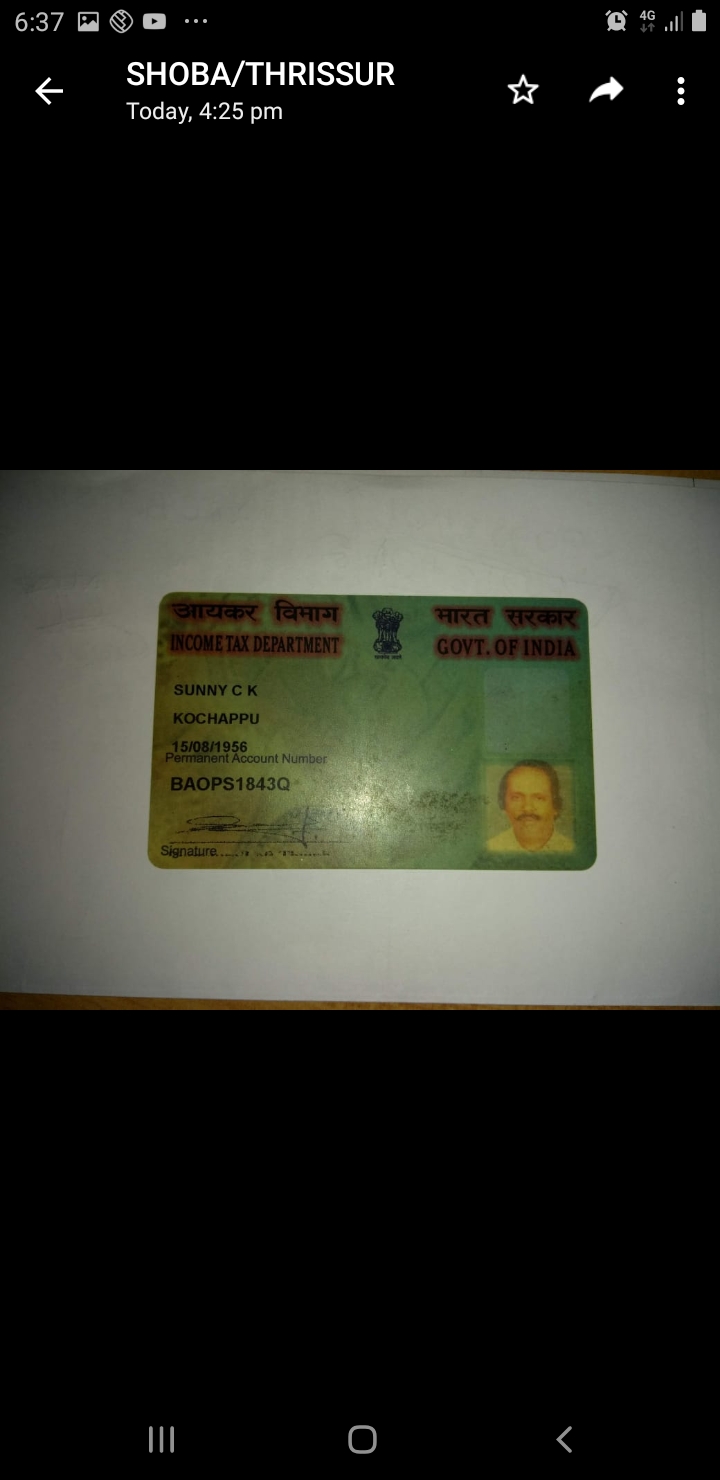 6:37
4G
SHOBA/THRISSUR
Today, 4:25 pm
आयकर विभाग
भारत सरकार
INCOME TAX DEPARTMENT
GOVT. OF INDIA
SUNNY C K
KOCHAPPU
15/08/1956
Permanent Account Number
BAOPS1843Q
Signature